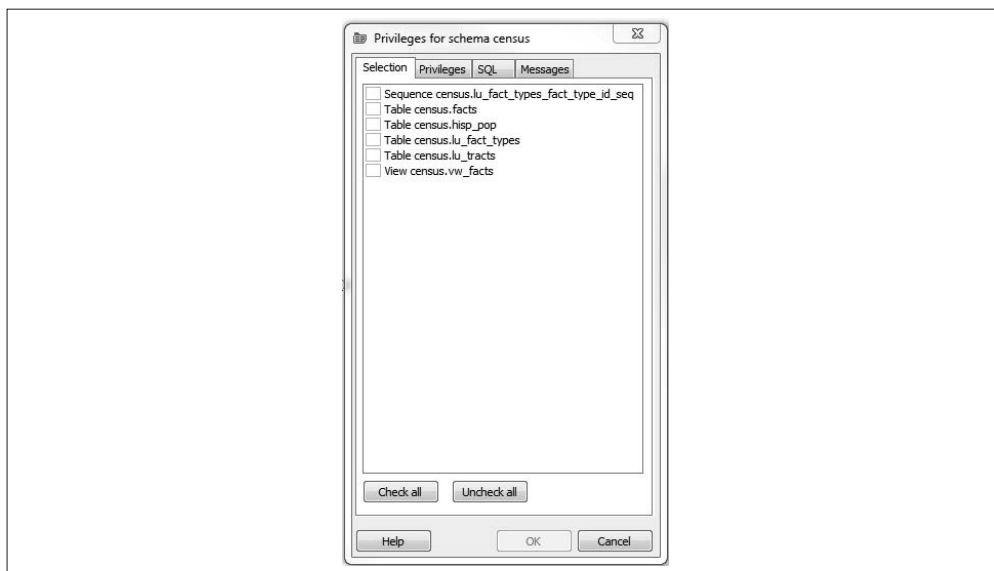 Privileges for schema census
Selection Privileges SQL Messages
Sequence census.lu_fact_types_fact_type_id_seq
Table census.facts
Table census.hisp_pop
Table census.lu_fact_types
Table census.lu_tracts
View census.vw_facts
Check all Uncheck all
Help OK Cancel